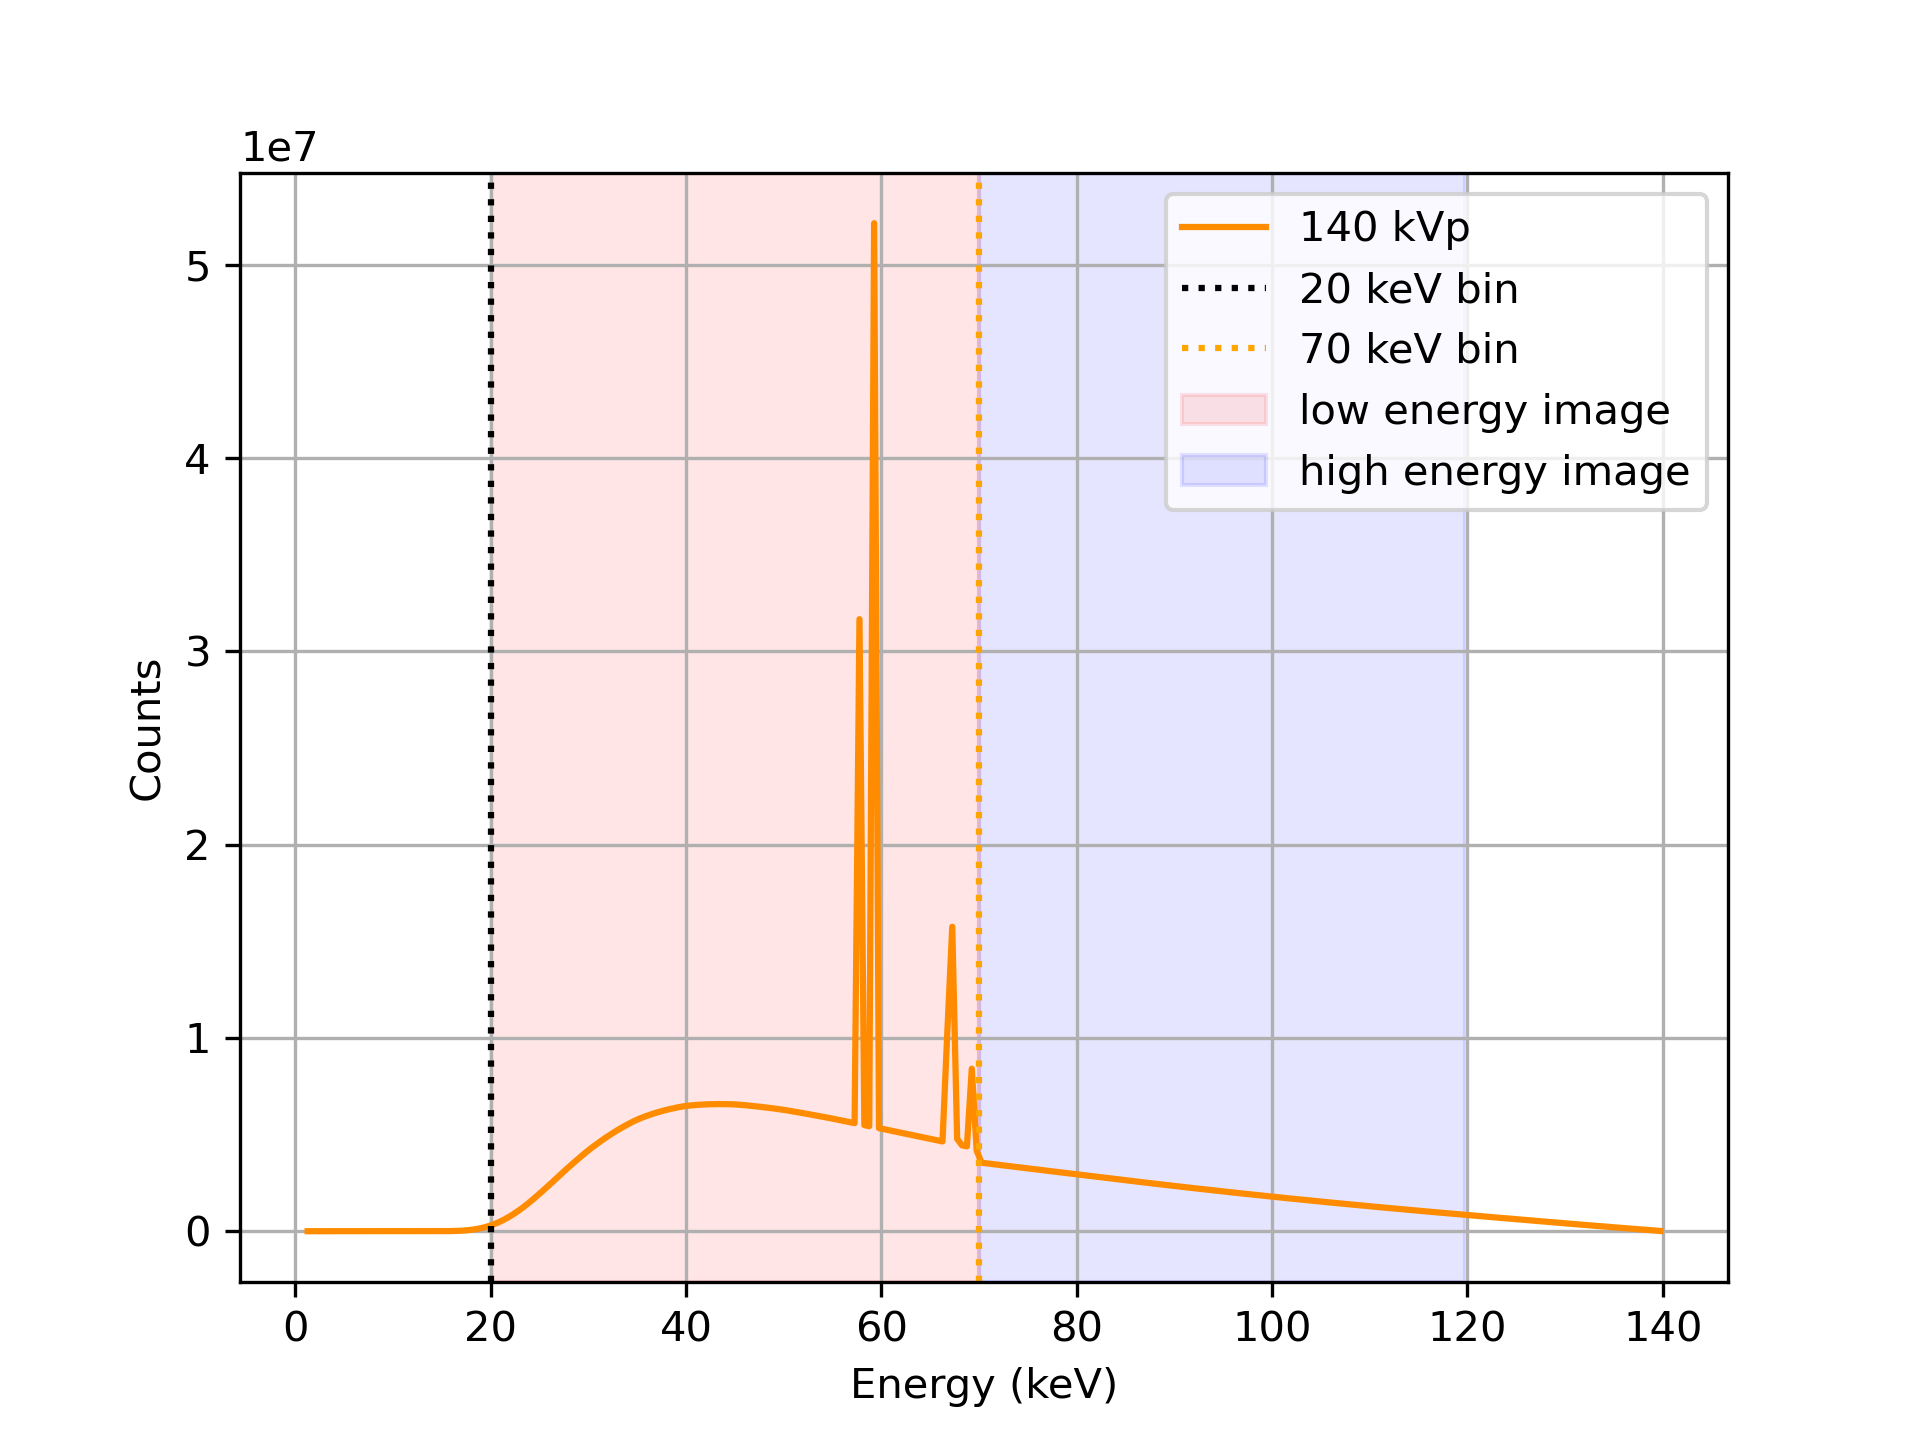 1e7
140 kVp
20 keV bin
70 keV bin
low energy image
high energy image
5
4
3
2
1
0
Counts
0 20 40 60 80 100 120 140
Energy (keV)